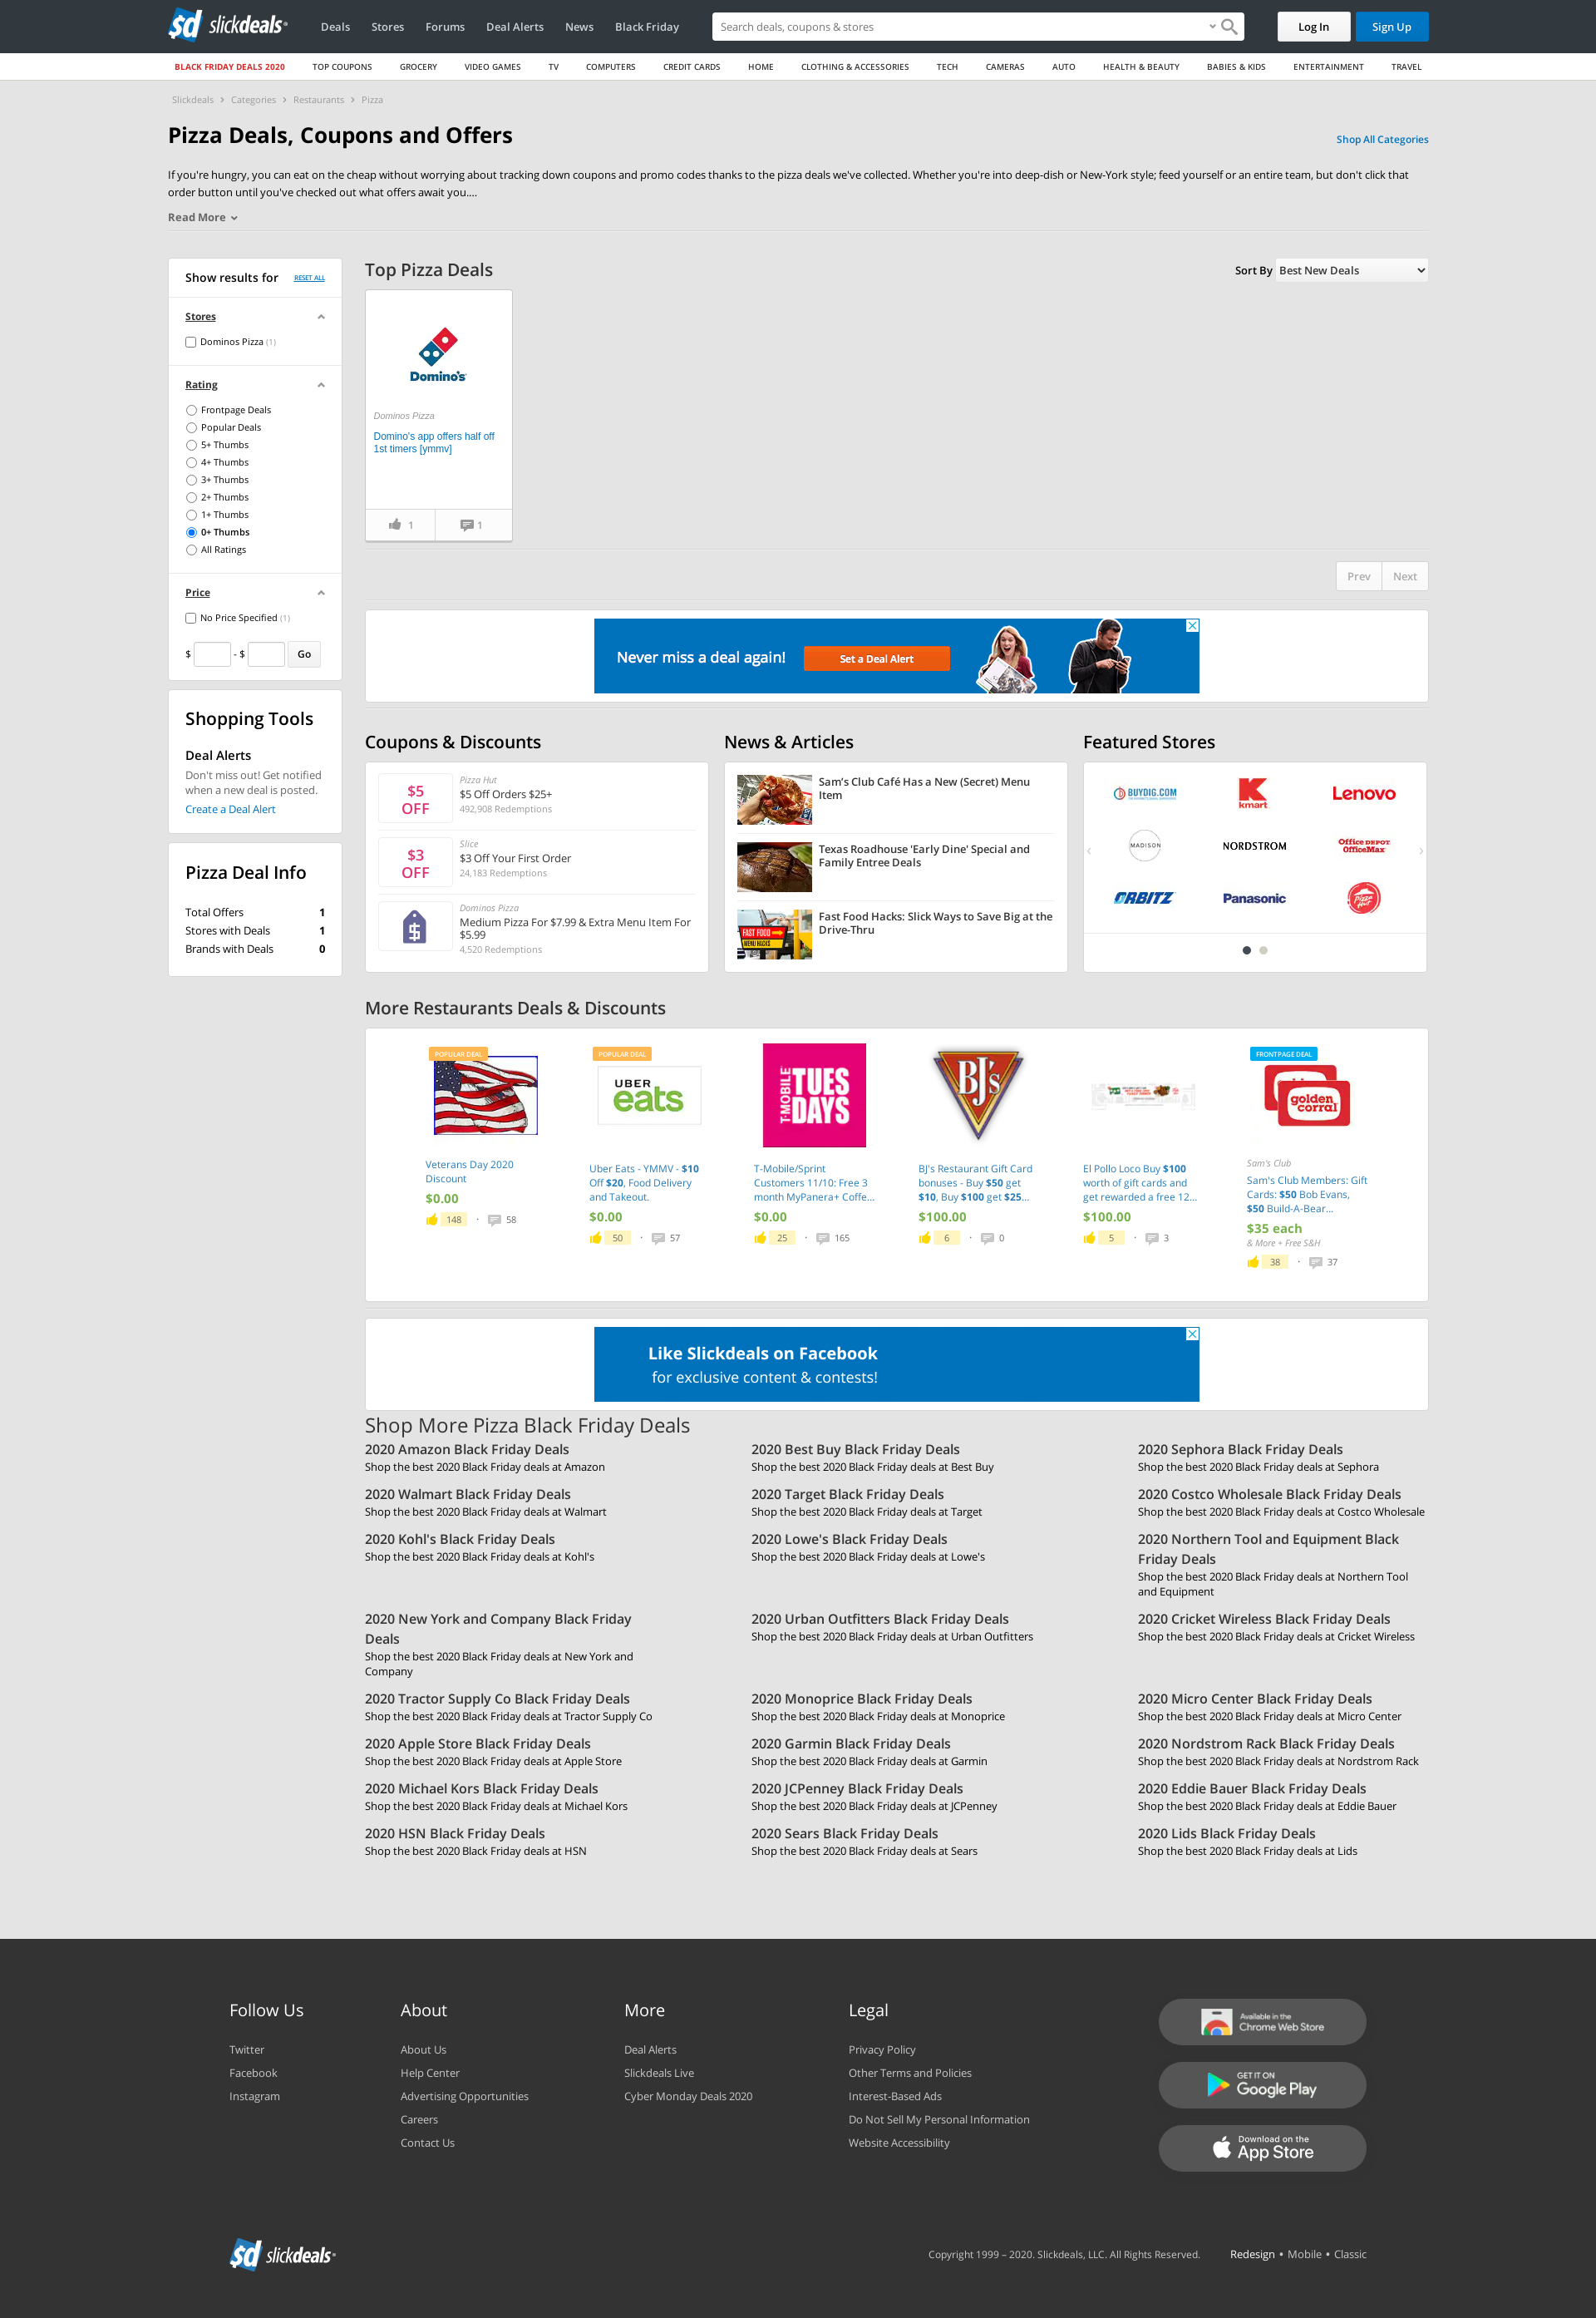 sd slickdeals
Deals Stores Forums Deal Alerts News Black Friday
Search deals, coupons & stores
Log In
Sign Up
BLACK FRIDAY DEALS 2020 TOP COUPONS GROCERY VIDEO GAMES TV COMPUTERS CREDIT CARDS HOME CLOTHING & ACCESSORIES TECH CAMERAS AUTO HEALTH & BEAUTY BABIES & KIDS ENTERTAINMENT TRAVEL
Slickdeals › Categories › Restaurants › Pizza
Pizza Deals, Coupons and Offers
Shop All Categories
If you're hungry, you can eat on the cheap without worrying about tracking down coupons and promo codes thanks to the pizza deals we've collected. Whether you're into deep-dish or New-York style; feed yourself or an entire team, but don't click that
order button until you've checked out what offers await you....
Read More
Show results for RESET ALL
Stores
Dominos Pizza (1)
Rating
Frontpage Deals
Popular Deals
5+ Thumbs
4+ Thumbs
3+ Thumbs
2+ Thumbs
1+ Thumbs
0+ Thumbs
All Ratings
Price
No Price Specified (1)
$ - $ Go
Shopping Tools
Deal Alerts
Don't miss out! Get notified
when a new deal is posted.
Create a Deal Alert
Pizza Deal Info
Total Offers 1
Stores with Deals 1
Brands with Deals 0
Top Pizza Deals
Sort By Best New Deals
Domino's
Dominos Pizza
Domino's app offers half off
1st timers [ymmv]
1 1
Prev Next
Never miss a deal again! Set a Deal Alert
Coupons & Discounts
$5
OFF
Pizza Hut
$5 Off Orders $25+
492,908 Redemptions
$3
OFF
Slice
$3 Off Your First Order
24,183 Redemptions
Dominos Pizza
Medium Pizza For $7.99 & Extra Menu Item For
$5.99
4,520 Redemptions
News & Articles
Sam's Club Café Has a New (Secret) Menu
Item
Texas Roadhouse 'Early Dine' Special and
Family Entree Deals
FAST FOOD
MENU HACKS
Fast Food Hacks: Slick Ways to Save Big at the
Drive-Thru
Featured Stores
BUYDIG.COM
K
kmart
Lenovo
MADISON
NORDSTROM
Office DEPOT
OfficeMax
ORBITZ
Panasonic
Pizza Hut
More Restaurants Deals & Discounts
POPULAR DEAL
Veterans Day 2020
Discount
$0.00
148 · 58
POPULAR DEAL
UBER
eats
Uber Eats - YMMV - $10
Off $20, Food Delivery
and Takeout.
$0.00
50 · 57
T-MOBILE
TUES
DAYS
T-Mobile/Sprint
Customers 11/10: Free 3
month MyPanera+ Coffe...
$0.00
25 · 165
BJ's
BJ's Restaurant Gift Card
bonuses - Buy $50 get
$10, Buy $100 get $25...
$100.00
6 · 0
El Pollo Loco Buy $100
worth of gift cards and
get rewarded a free 12...
$100.00
5 · 3
FRONTPAGE DEAL
golden
corral
Sam's Club
Sam's Club Members: Gift
Cards: $50 Bob Evans,
$50 Build-A-Bear...
$35 each
& More + Free S&H
38 · 37
Like Slickdeals on Facebook
for exclusive content & contests!
Shop More Pizza Black Friday Deals
2020 Amazon Black Friday Deals
Shop the best 2020 Black Friday deals at Amazon
2020 Best Buy Black Friday Deals
Shop the best 2020 Black Friday deals at Best Buy
2020 Sephora Black Friday Deals
Shop the best 2020 Black Friday deals at Sephora
2020 Walmart Black Friday Deals
Shop the best 2020 Black Friday deals at Walmart
2020 Target Black Friday Deals
Shop the best 2020 Black Friday deals at Target
2020 Costco Wholesale Black Friday Deals
Shop the best 2020 Black Friday deals at Costco Wholesale
2020 Kohl's Black Friday Deals
Shop the best 2020 Black Friday deals at Kohl's
2020 Lowe's Black Friday Deals
Shop the best 2020 Black Friday deals at Lowe's
2020 Northern Tool and Equipment Black
Friday Deals
Shop the best 2020 Black Friday deals at Northern Tool
and Equipment
2020 New York and Company Black Friday
Deals
Shop the best 2020 Black Friday deals at New York and
Company
2020 Urban Outfitters Black Friday Deals
Shop the best 2020 Black Friday deals at Urban Outfitters
2020 Cricket Wireless Black Friday Deals
Shop the best 2020 Black Friday deals at Cricket Wireless
2020 Tractor Supply Co Black Friday Deals
Shop the best 2020 Black Friday deals at Tractor Supply Co
2020 Monoprice Black Friday Deals
Shop the best 2020 Black Friday deals at Monoprice
2020 Micro Center Black Friday Deals
Shop the best 2020 Black Friday deals at Micro Center
2020 Apple Store Black Friday Deals
Shop the best 2020 Black Friday deals at Apple Store
2020 Garmin Black Friday Deals
Shop the best 2020 Black Friday deals at Garmin
2020 Nordstrom Rack Black Friday Deals
Shop the best 2020 Black Friday deals at Nordstrom Rack
2020 Michael Kors Black Friday Deals
Shop the best 2020 Black Friday deals at Michael Kors
2020 JCPenney Black Friday Deals
Shop the best 2020 Black Friday deals at JCPenney
2020 Eddie Bauer Black Friday Deals
Shop the best 2020 Black Friday deals at Eddie Bauer
2020 HSN Black Friday Deals
Shop the best 2020 Black Friday deals at HSN
2020 Sears Black Friday Deals
Shop the best 2020 Black Friday deals at Sears
2020 Lids Black Friday Deals
Shop the best 2020 Black Friday deals at Lids
Follow Us
Twitter
Facebook
Instagram
About
About Us
Help Center
Advertising Opportunities
Careers
Contact Us
More
Deal Alerts
Slickdeals Live
Cyber Monday Deals 2020
Legal
Privacy Policy
Other Terms and Policies
Interest-Based Ads
Do Not Sell My Personal Information
Website Accessibility
Available in the
Chrome Web Store
GET IT ON
Google Play
Download on the
App Store
sd slickdeals
Copyright 1999 – 2020. Slickdeals, LLC. All Rights Reserved.
Redesign • Mobile • Classic